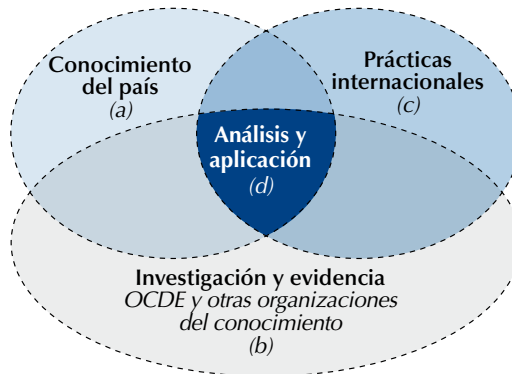 Conocimiento
del país
(a)
Prácticas
internacionales
(c)
Análisis y
aplicación
(d)
Investigación y evidencia
OCDE y otras organizaciones
del conocimiento
(b)